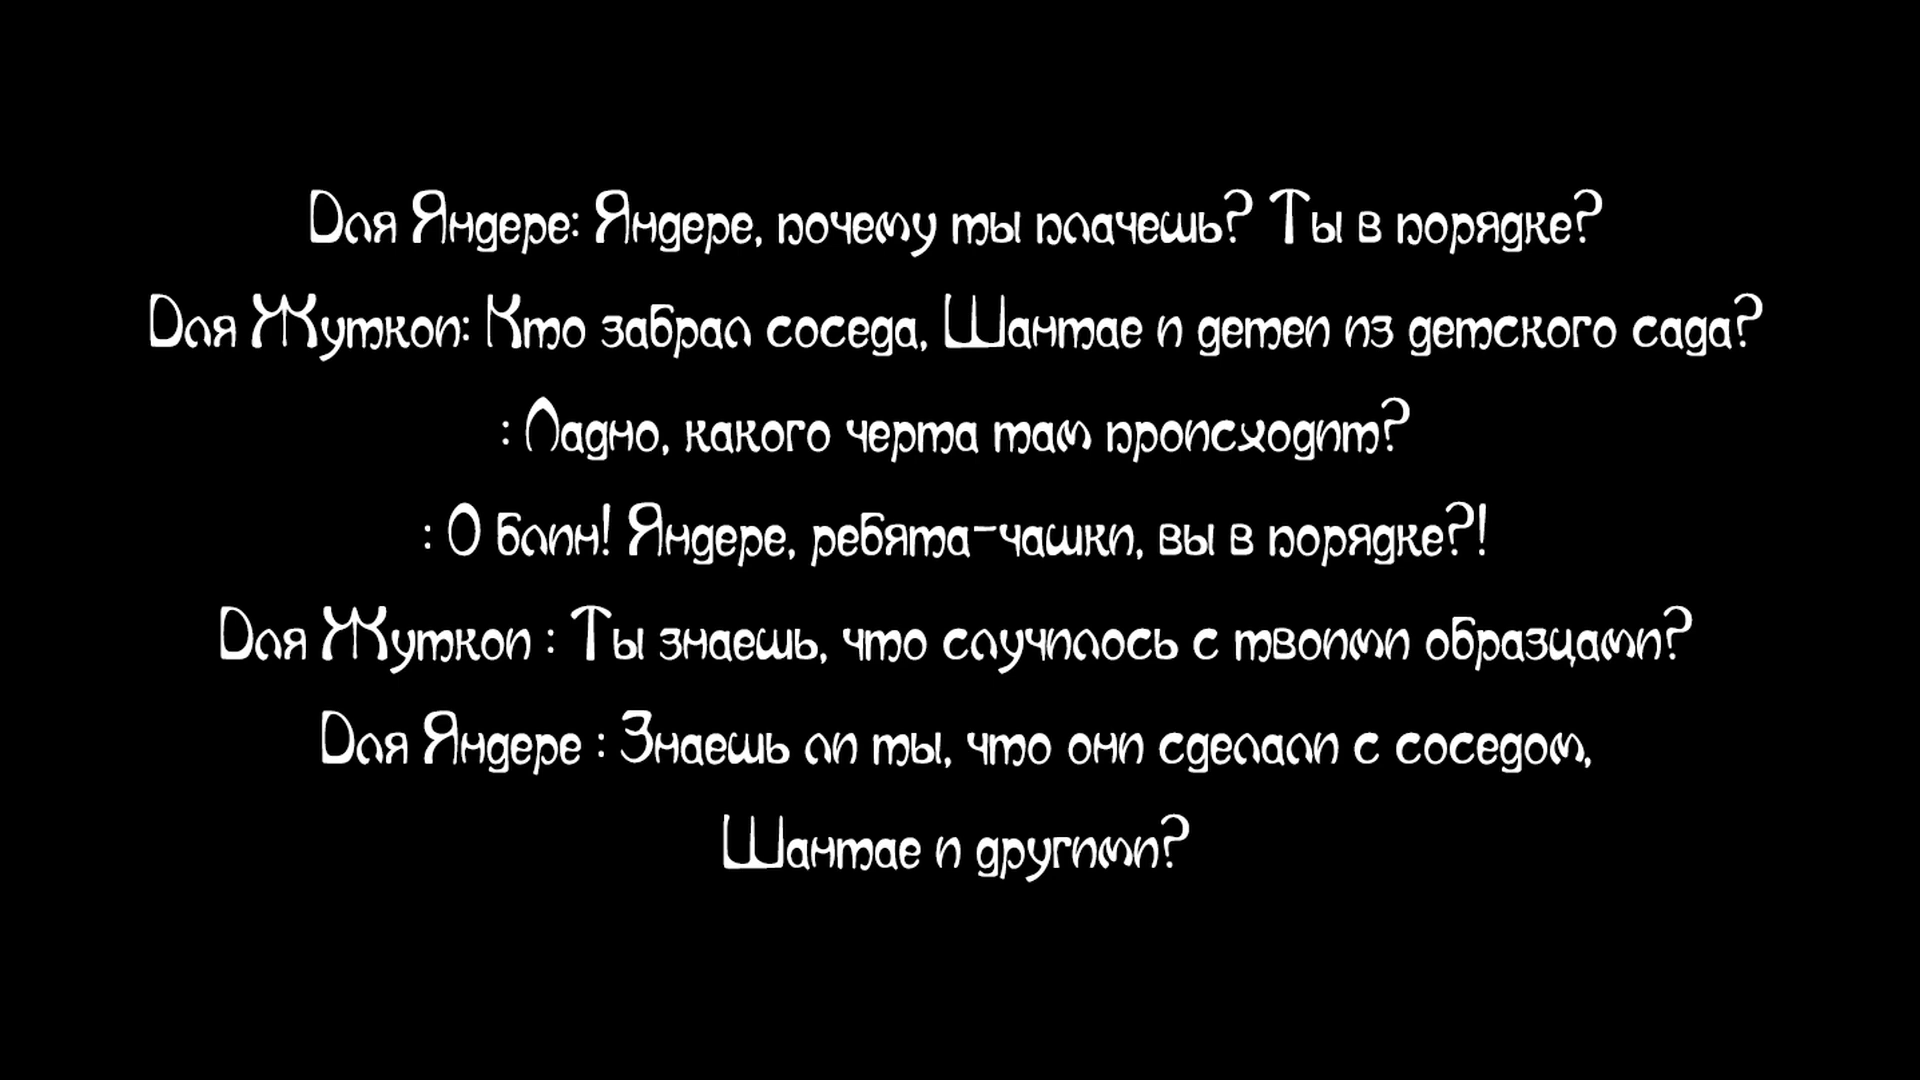 Для Яндере: Яндере, почему ты плачешь? Ты в порядке?
Для Жуткой: Кто забрал соседа, Шантае и детей из детского сада?
: Ладно, какого черта там происходит?
: О блин! Яндере, ребята-чашки, вы в порядке?!
Для Жуткой : Ты знаешь, что случилось с твоими образцами?
Для Яндере : Знаешь ли ты, что они сделали с соседом,
Шантае и другими?